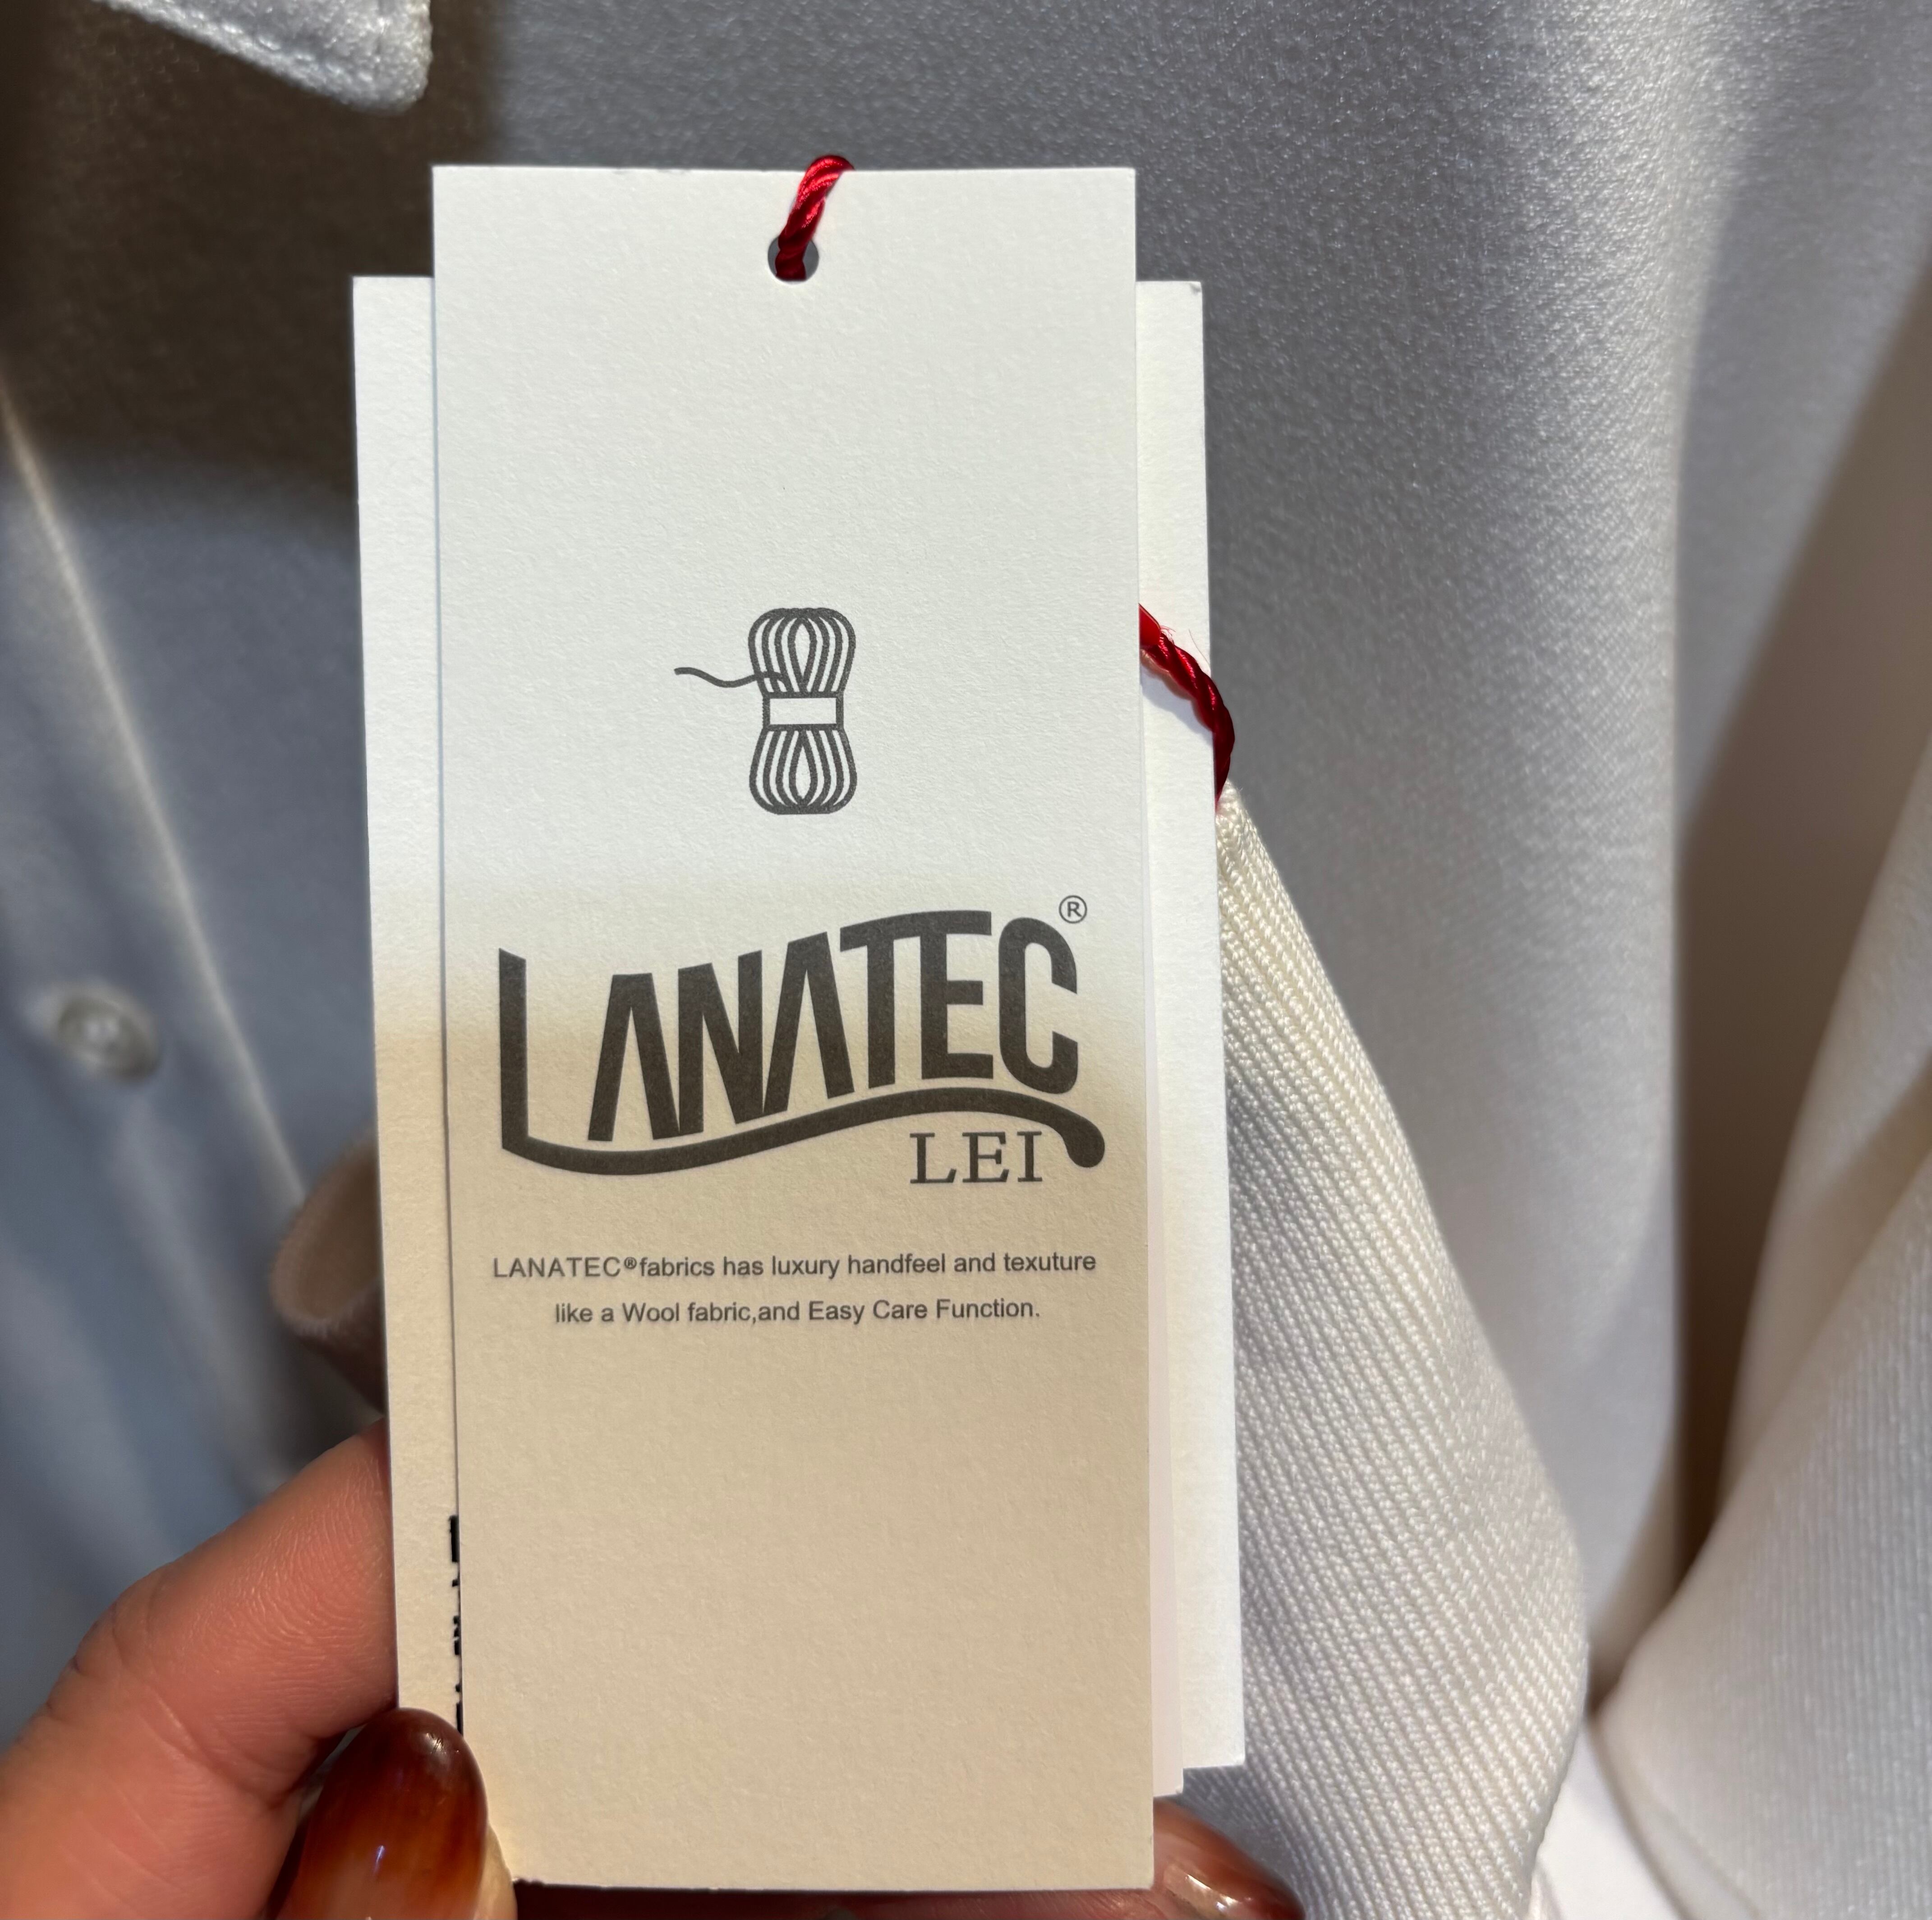 LANATEC®
LEI
LANATEC®fabrics has luxury handfeel and texuture
like a Wool fabric,and Easy Care Function.